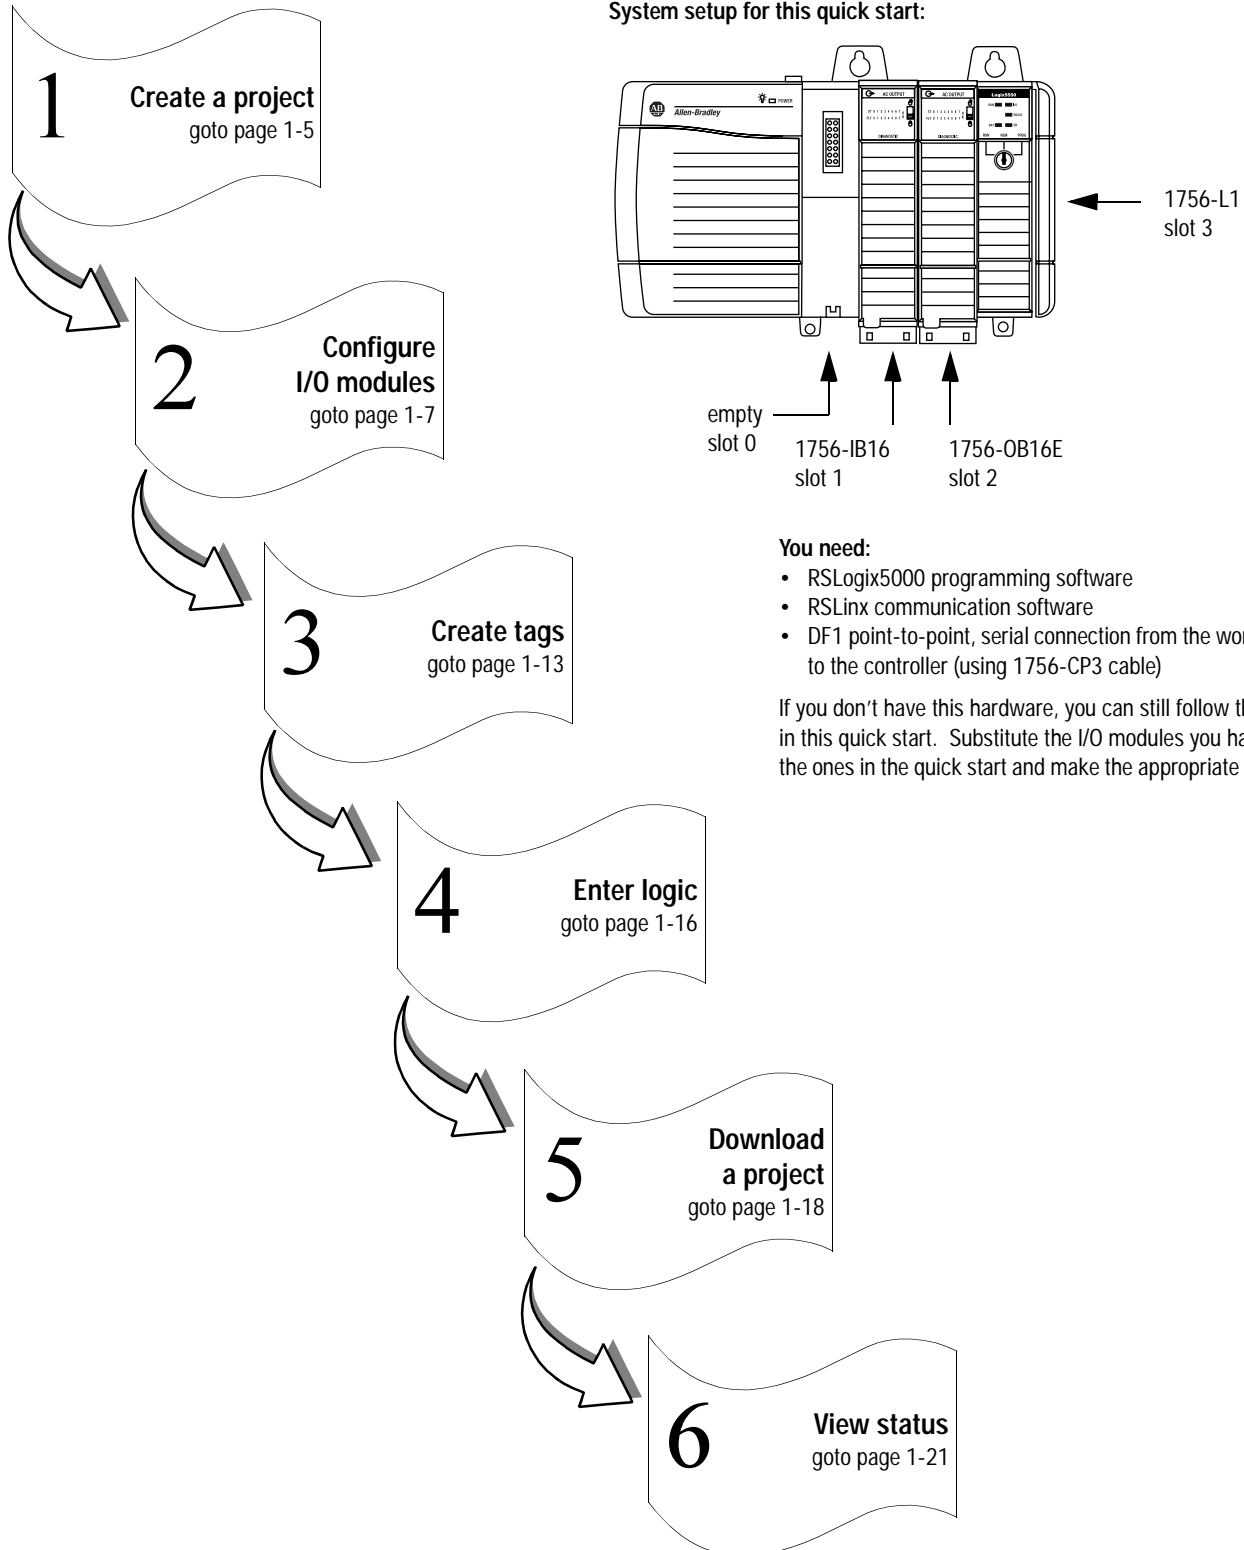 System setup for this quick start:
1
Create a project
goto page 1-5
2
Configure
I/O modules
goto page 1-7
3
Create tags
goto page 1-13
4
Enter logic
goto page 1-16
5
Download
a project
goto page 1-18
6
View status
goto page 1-21
AB
Allen-Bradley
POWER
AC OUTPUT
DIAGNOSTIC
AC OUTPUT
DIAGNOSTIC
Logix5550
RUN
REM
PROG
1756-L1
slot 3
empty
slot 0
1756-IB16
slot 1
1756-OB16E
slot 2
You need:
• RSLogix5000 programming software
• RSLinx communication software
• DF1 point-to-point, serial connection from the
to the controller (using 1756-CP3 cable)
If you don't have this hardware, you can still follow
in this quick start. Substitute the I/O modules you
the ones in the quick start and make the appropriate